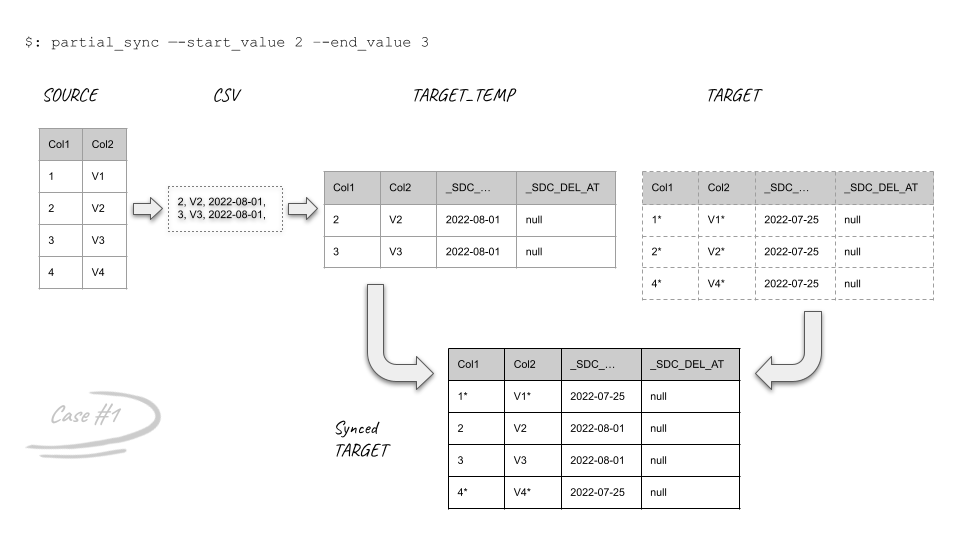 $: partial_sync —-start_value 2 –-end_value 3
SOURCE CSV TARGET_TEMP TARGET
Col1 Col2
1 V1
2 V2
3 V3
4 V4
2, V2, 2022-08-01,
3, V3, 2022-08-01,
Col1 Col2 _SDC_... _SDC_DEL_AT
2 V2 2022-08-01 null
3 V3 2022-08-01 null
Col1 Col2 _SDC_... _SDC_DEL_AT
1* V1* 2022-07-25 null
2* V2* 2022-07-25 null
4* V4* 2022-07-25 null
Case #1
Synced
TARGET
Col1 Col2 _SDC_... _SDC_DEL_AT
1* V1* 2022-07-25 null
2 V2 2022-08-01 null
3 V3 2022-08-01 null
4* V4* 2022-07-25 null